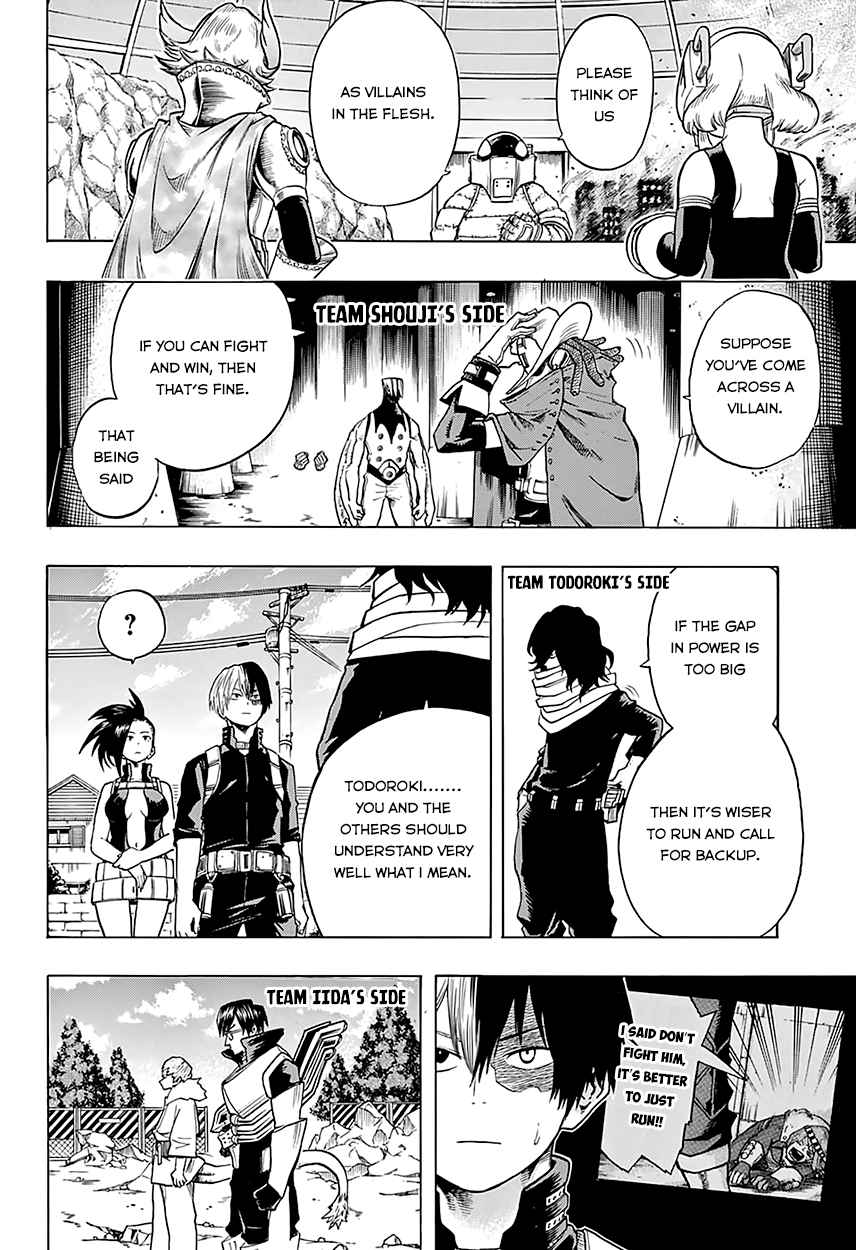 PLEASE
THINK OF
US
AS VILLAINS
IN THE FLESH.
TEAM SHOUJI'S SIDE
SUPPOSE
YOU'VE COME
ACROSS A
VILLAIN.
IF YOU CAN FIGHT
AND WIN, THEN
THAT'S FINE.
THAT
BEING
SAID
TEAM TODOROKI'S SIDE
IF THE GAP
IN POWER IS
TOO BIG
THEN IT'S WISER
TO RUN AND CALL
FOR BACKUP.
?
TODOROKI.......
YOU AND THE
OTHERS SHOULD
UNDERSTAND VERY
WELL WHAT I MEAN.
I SAID DON'T
FIGHT HIM,
IT'S BETTER
TO JUST
RUN!!
TEAM IIDA'S SIDE